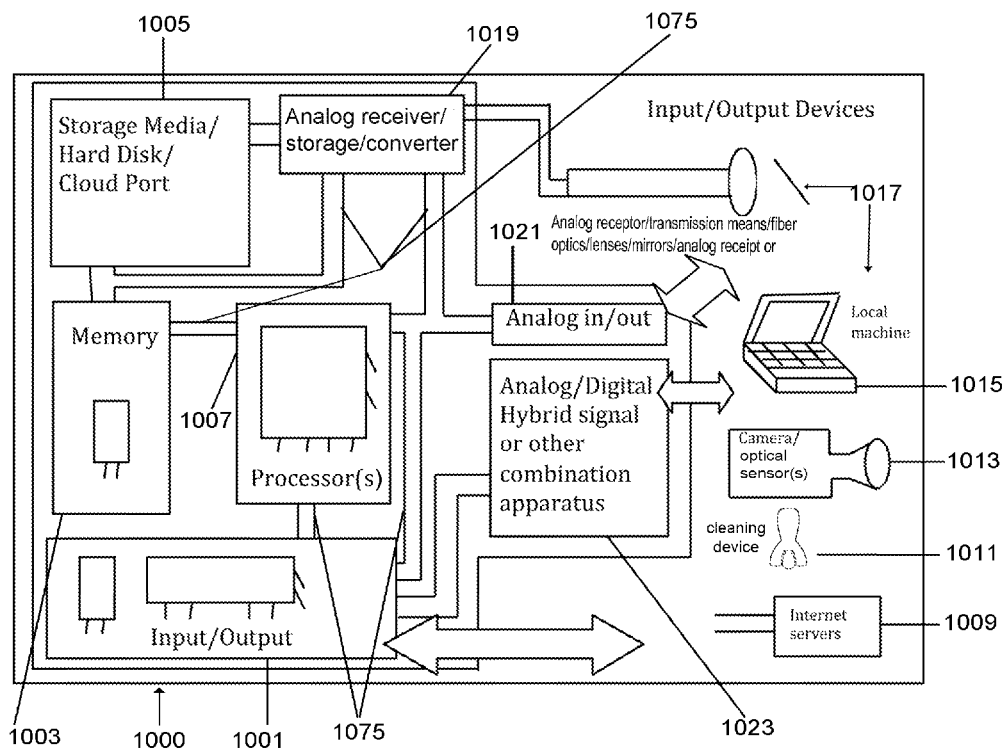 1005
1019
1075
Storage Media/
Hard Disk/
Cloud Port
Analog receiver/
storage/converter
Input/Output Devices
1017
Analog receptor/transmission means/fiber
optics/lenses/mirrors/analog receipt or
1021
Analog in/out
Memory
1007
Processor(s)
Local
machine
1015
Analog/Digital
Hybrid signal
or other
combination
apparatus
Camera/
optical
sensor(s)
1013
cleaning
device
1011
Input/Output
Internet
servers
1009
1003
1000
1001
1075
1023